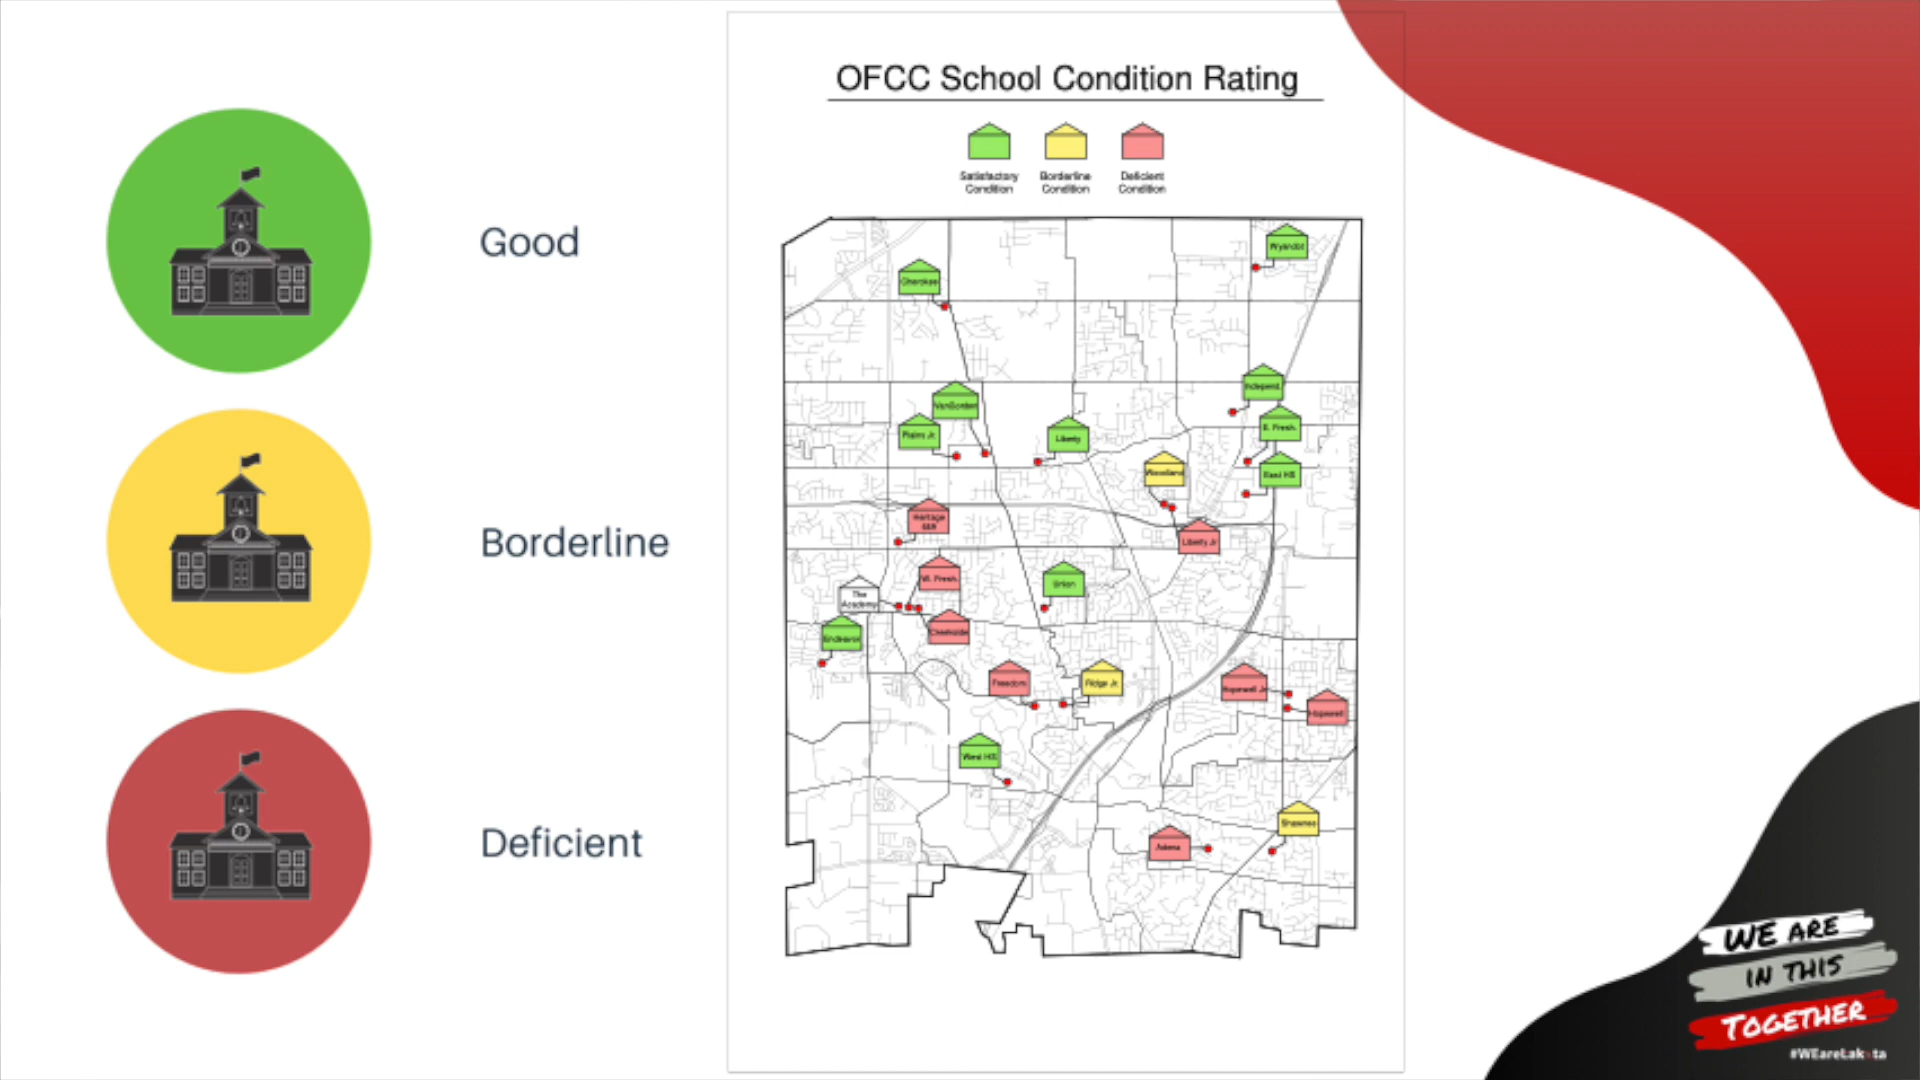 OFCC School Condition Rating
Satisfactory
Condition
Borderline
Condition
Deficient
Condition
Good
Borderline
Deficient
Wyandot
Cherokee
Independ.
VanGorden
E. Fresh.
Plains Jr.
Liberty
East HS
Woodland
Heritage
Liberty Jr
W. Fresh.
Union
The
Academy
Creekside
Endeavor
Freedom
Ridge Jr.
Hopewell Jr.
Hopewell
West HS
Shawnee
Adena
WE ARE
IN THIS
TOGETHER
#WEareLakota